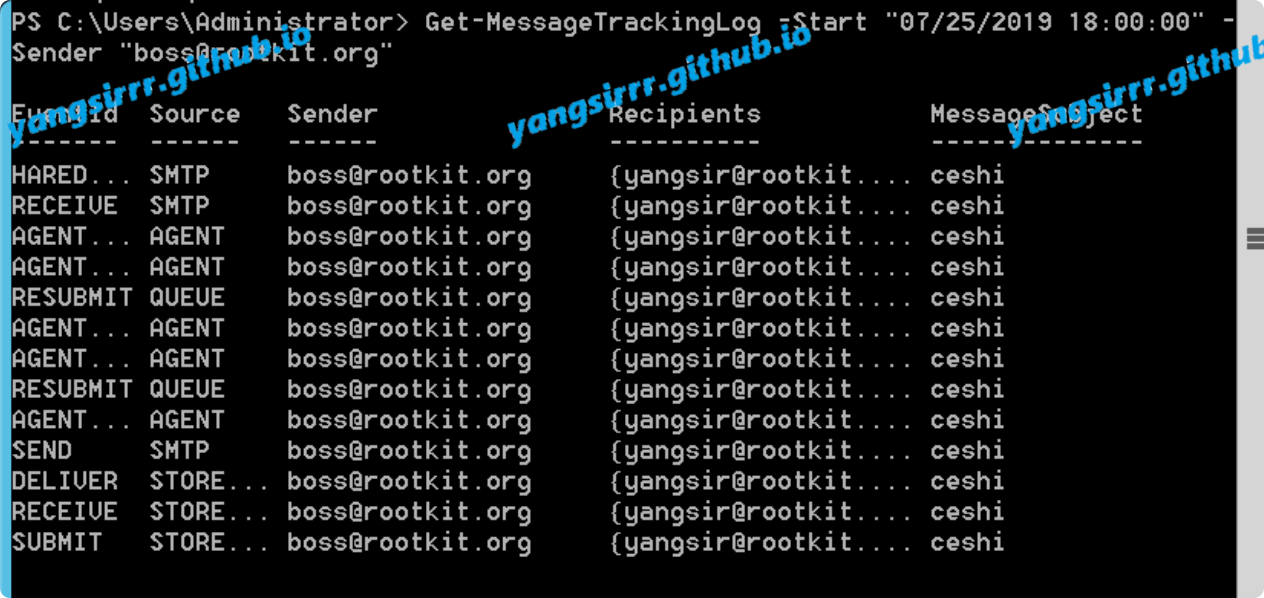 PS C:\Users\Administrator> Get-MessageTrackingLog -Start "07/25/2019 18:00:00" -
Sender "boss@rootkit.org"
yangsirrr.github.io yangsirrr.github.io yangsirrr.github.io
EventId Source Sender Recipients MessageSubject
------- ------ ------ ---------- --------------
HARED... SMTP boss@rootkit.org {yangsir@rootkit.... ceshi
RECEIVE SMTP boss@rootkit.org {yangsir@rootkit.... ceshi
AGENT... AGENT boss@rootkit.org {yangsir@rootkit.... ceshi
AGENT... AGENT boss@rootkit.org {yangsir@rootkit.... ceshi
RESUBMIT QUEUE boss@rootkit.org {yangsir@rootkit.... ceshi
AGENT... AGENT boss@rootkit.org {yangsir@rootkit.... ceshi
AGENT... AGENT boss@rootkit.org {yangsir@rootkit.... ceshi
RESUBMIT QUEUE boss@rootkit.org {yangsir@rootkit.... ceshi
AGENT... AGENT boss@rootkit.org {yangsir@rootkit.... ceshi
SEND SMTP boss@rootkit.org {yangsir@rootkit.... ceshi
DELIVER STORE... boss@rootkit.org {yangsir@rootkit.... ceshi
RECEIVE STORE... boss@rootkit.org {yangsir@rootkit.... ceshi
SUBMIT STORE... boss@rootkit.org {yangsir@rootkit.... ceshi